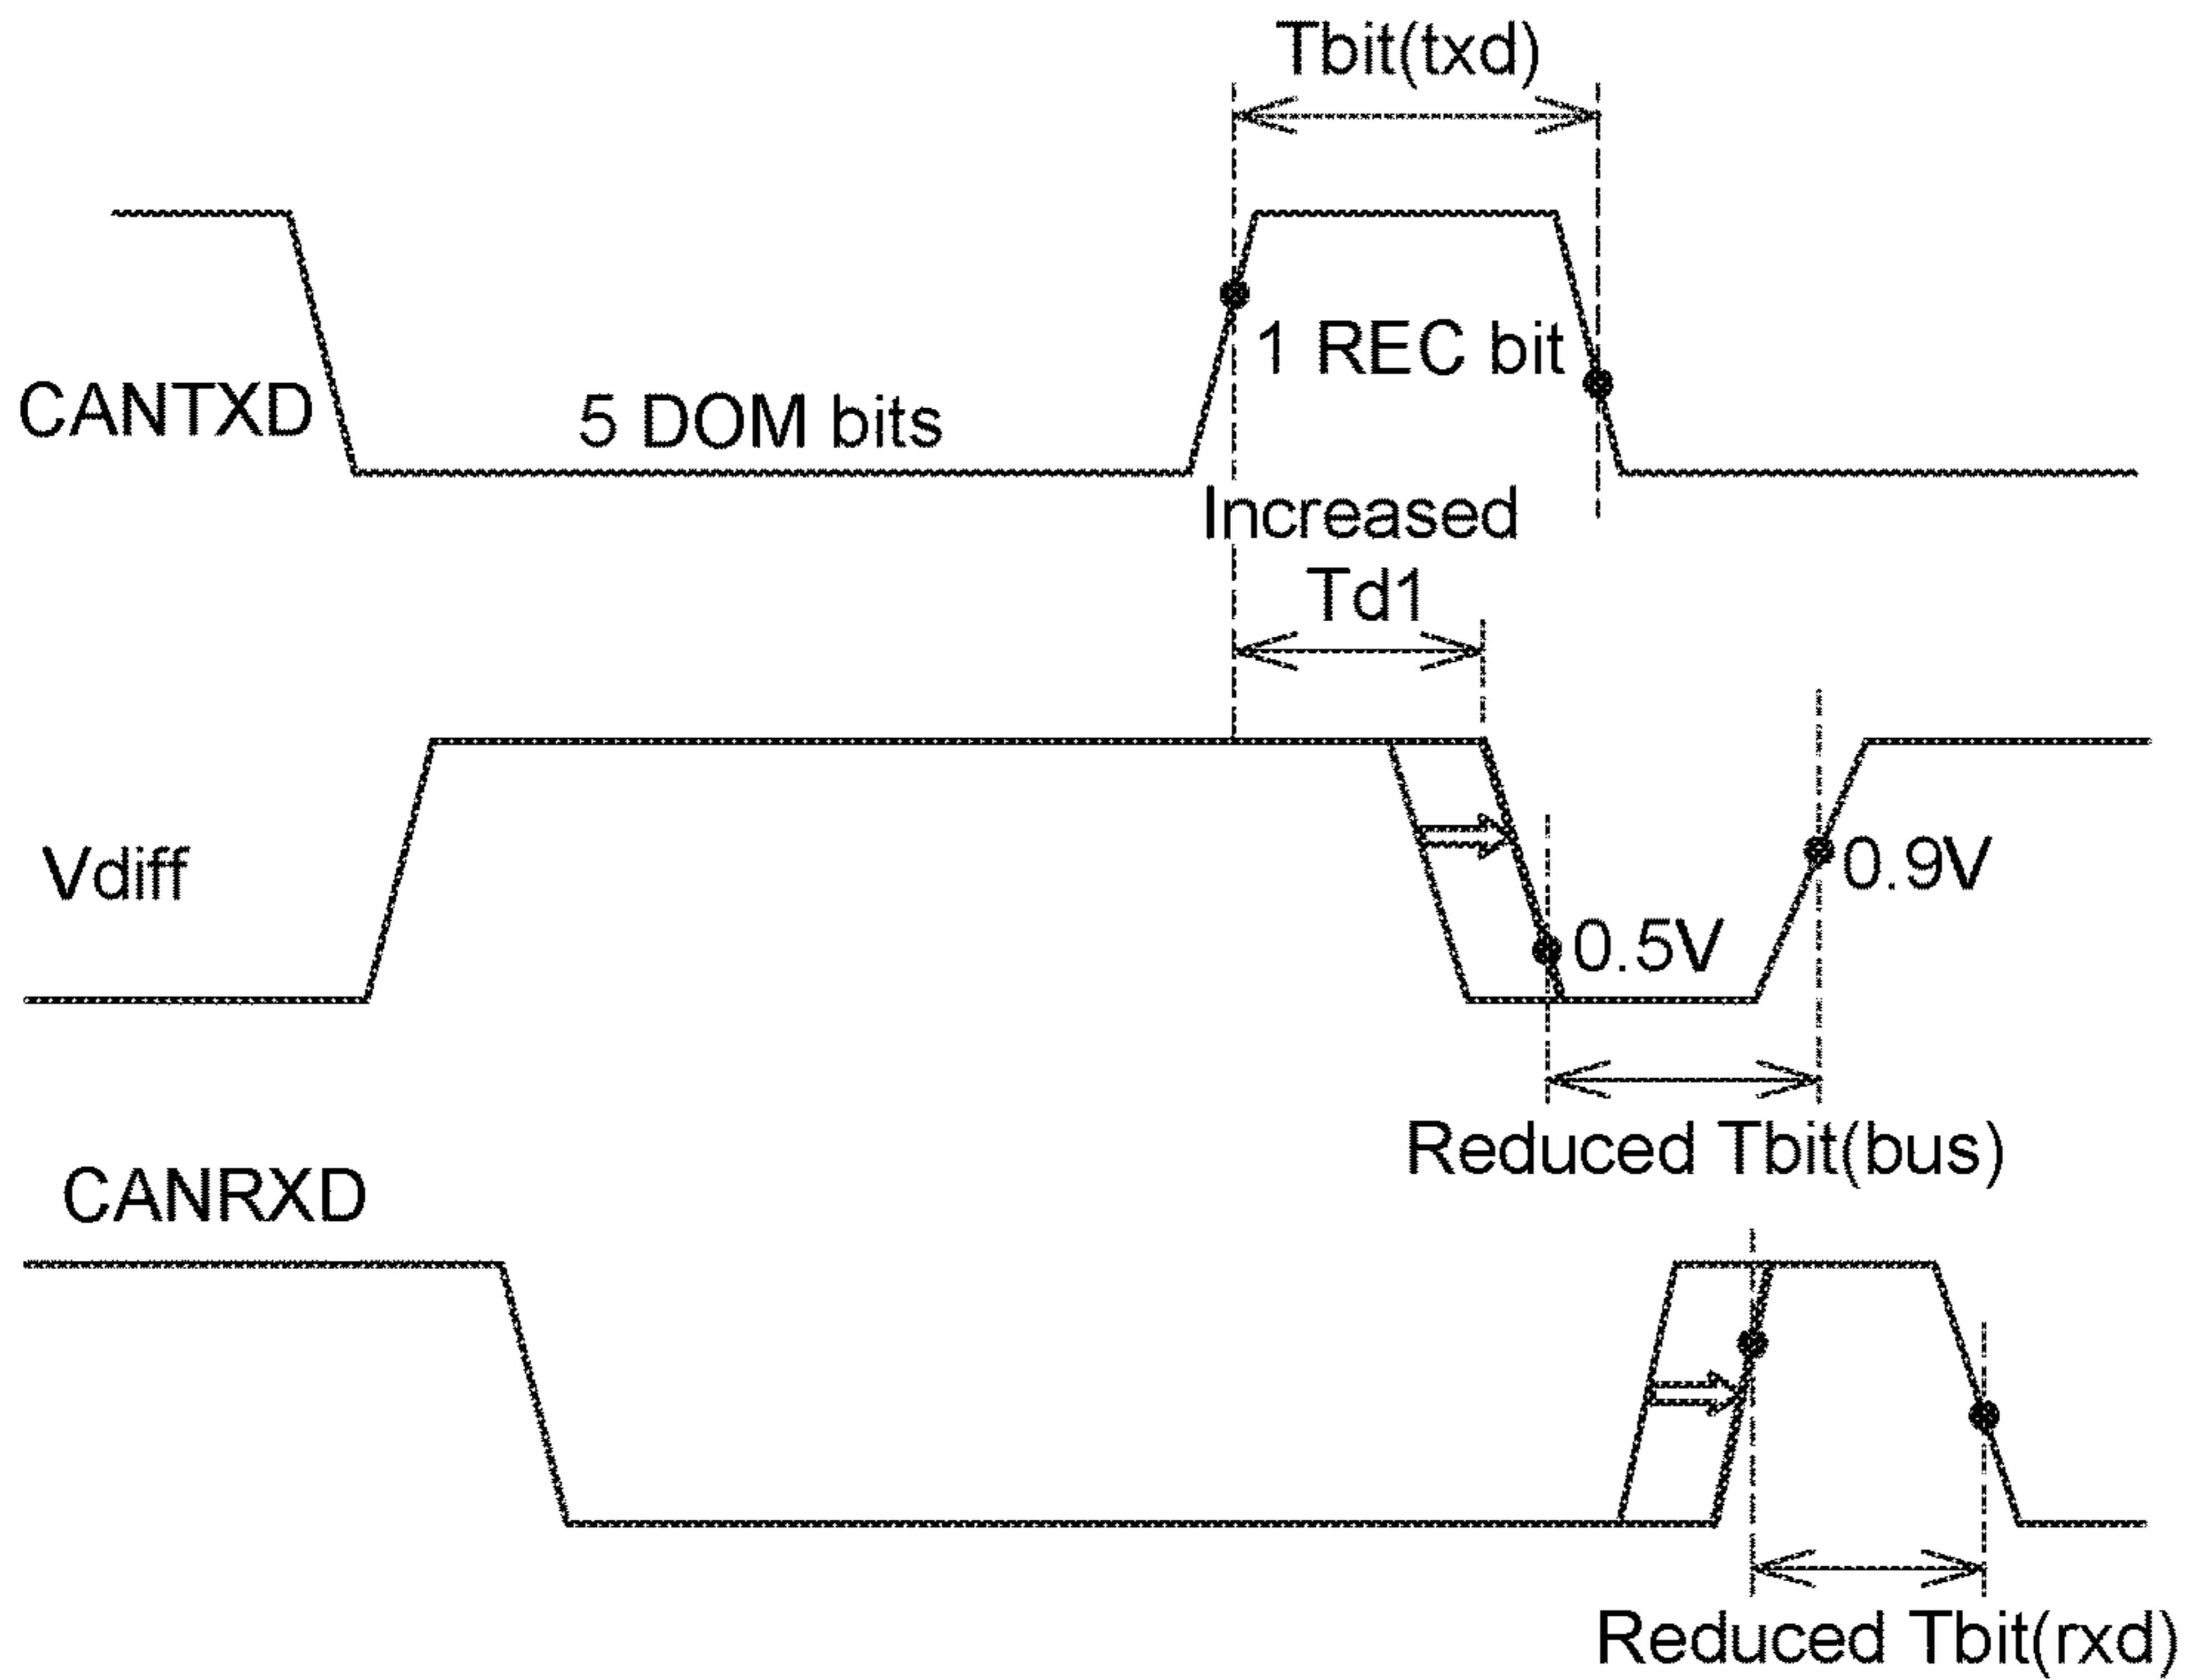 Tbit(txd)
1 REC bit
CANTXD
5 DOM bits
Increased
Td1
Vdiff
0.9V
0.5V
Reduced Tbit(bus)
CANRXD
Reduced Tbit(rxd)